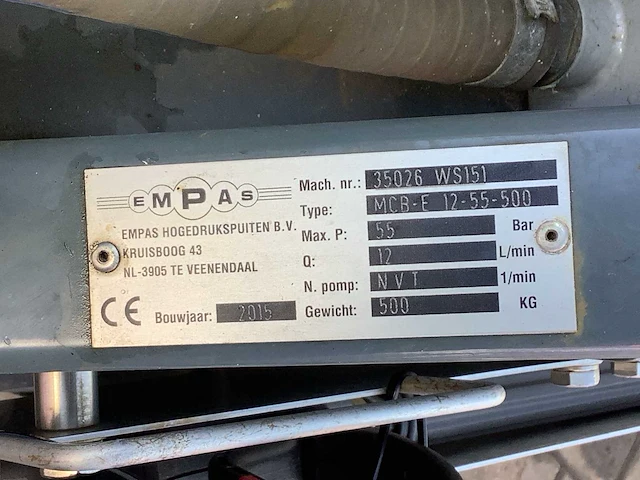 EMPAS
EMPAS HOGEDRUKSPUITEN B.V.
KRUISBOOG 43
NL-3905 TE VEENENDAAL
CE Bouwjaar: 2015
Mach. nr.: 35026 WS151
Type: MCB-E 12-55-500
Max. P: 55 Bar
Q: 12 L/min
N. pomp: NVT 1/min
Gewicht: 500 KG